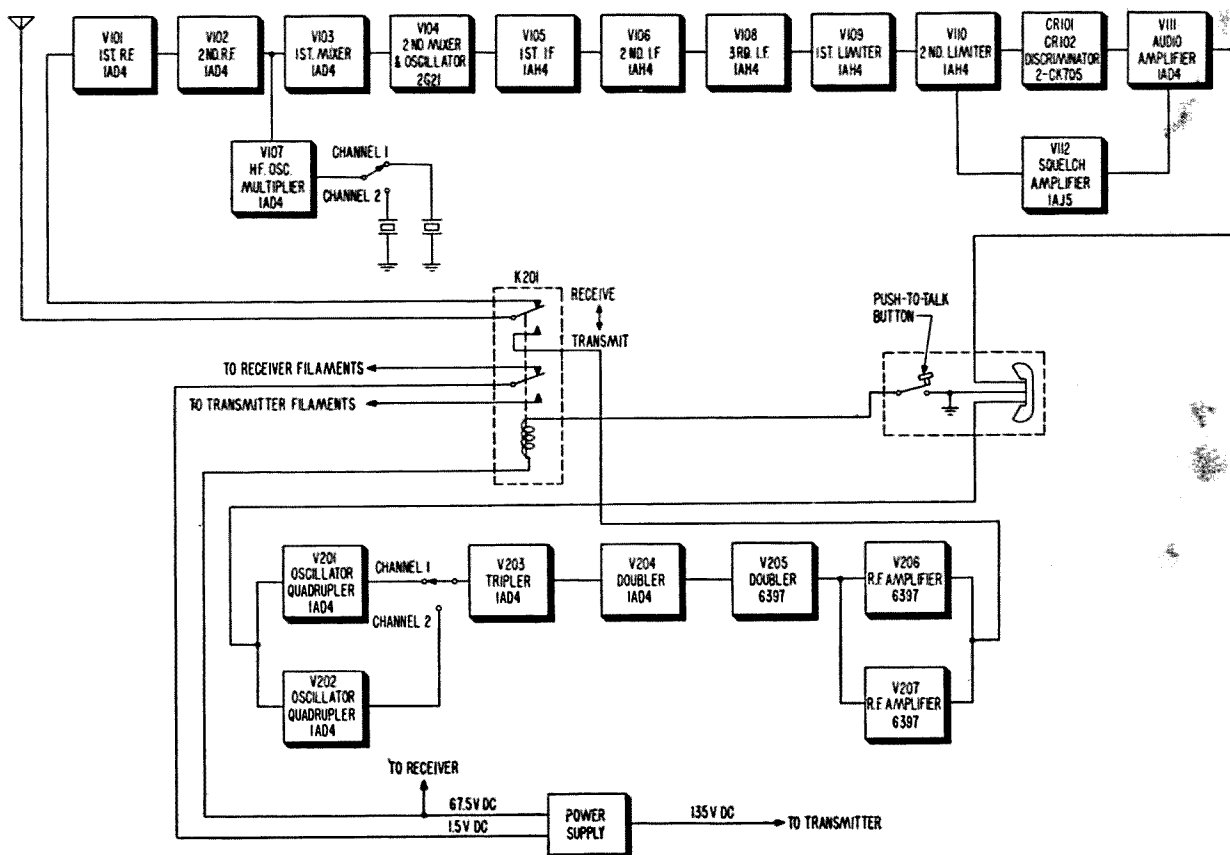 V101
1ST. R.F.
1AD4
V102
2ND. R.F.
1AD4
V103
1ST. MIXER
1AD4
V104
2ND. MIXER
& OSCILLATOR
2G21
V105
1ST. I.F
1AH4
V106
2ND. I.F
1AH4
V108
3RD. I.F.
1AH4
V109
1ST. LIMITER
1AH4
V110
2ND. LIMITER
1AH4
CR101
CR102
DISCRIMINATOR
2-CK705
V111
AUDIO
AMPLIFIER
1AD4
V107
H.F. OSC.
MULTIPLIER
1AD4
CHANNEL 1
CHANNEL 2
V112
SQUELCH
AMPLIFIER
1AJ5
K201
RECEIVE
TRANSMIT
PUSH-TO-TALK
BUTTON
TO RECEIVER FILAMENTS
TO TRANSMITTER FILAMENTS
V201
OSCILLATOR
QUADRUPLER
1AD4
CHANNEL 1
CHANNEL 2
V203
TRIPLER
1AD4
V204
DOUBLER
1AD4
V205
DOUBLER
6397
V206
R.F. AMPLIFIER
6397
V202
OSCILLATOR
QUADRUPLER
1AD4
V207
R.F. AMPLIFIER
6397
TO RECEIVER
67.5V DC
1.5V DC
POWER
SUPPLY
135V DC
TO TRANSMITTER